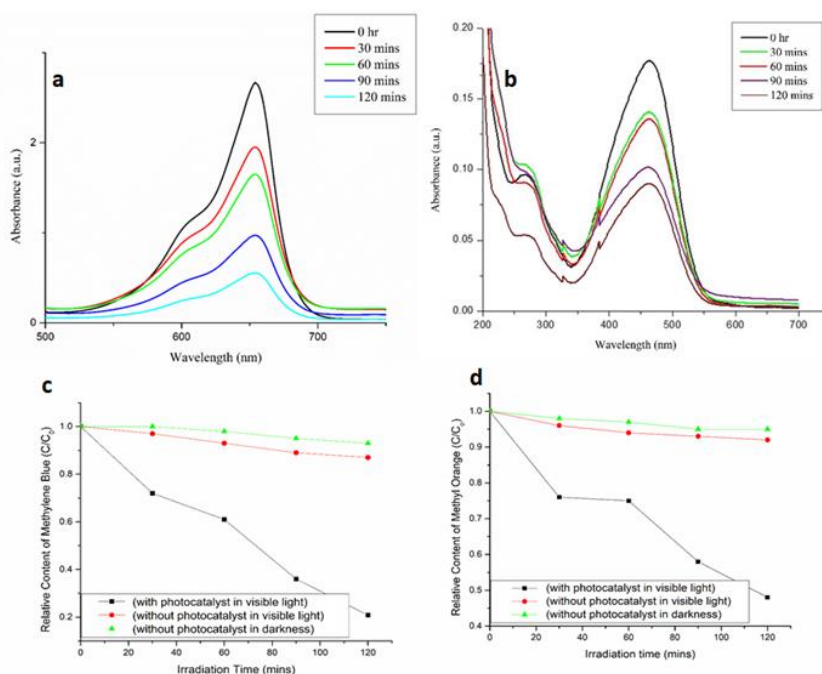 a
0 hr
30 mins
60 mins
90 mins
120 mins
Absorbance (a.u.)
2
0
500
600
700
Wavelength (nm)
b
0 hr
30 mins
60 mins
90 mins
120 mins
Absorbance (a.u.)
0.20
0.15
0.10
0.05
0.00
200
300
400
500
600
700
Wavelength (nm)
c
Relative Content of Methylene Blue (C/C₀)
1.0
0.8
0.6
0.4
0.2
(with photocatalyst in visible light)
(without photocatalyst in visible light)
(without photocatalyst in darkness)
0
20
40
60
80
100
120
Irradiation Time (mins)
d
Relative Content of Methyl Orange (C/C₀)
1.0
0.9
0.8
0.7
0.6
0.5
0.4
(with photocatalyst in visible light)
(without photocatalyst in visible light)
(without photocatalyst in darkness)
0
20
40
60
80
100
120
Irradiation time (mins)